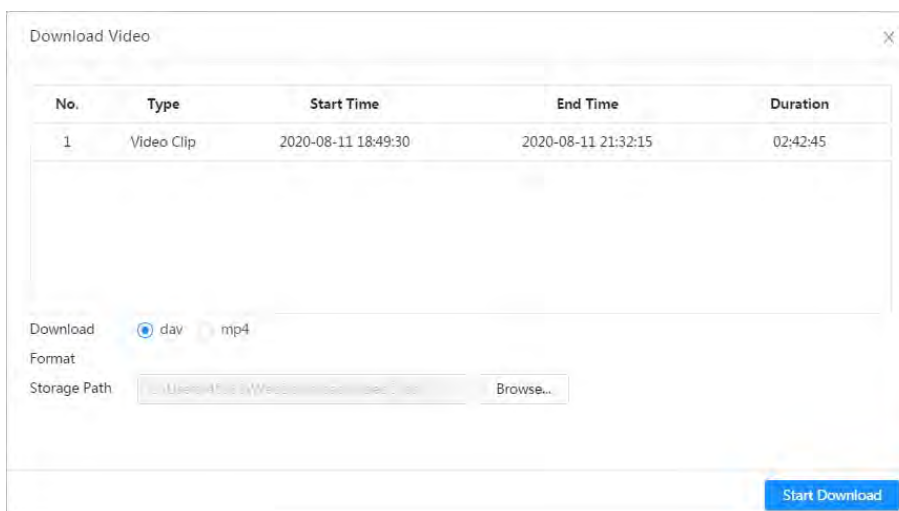 Download Video
No. Type Start Time End Time Duration
1 Video Clip 2020-08-11 18:49:30 2020-08-11 21:32:15 02:42:45
Download dav mp4
Format
Storage Path Browse...
Start Download